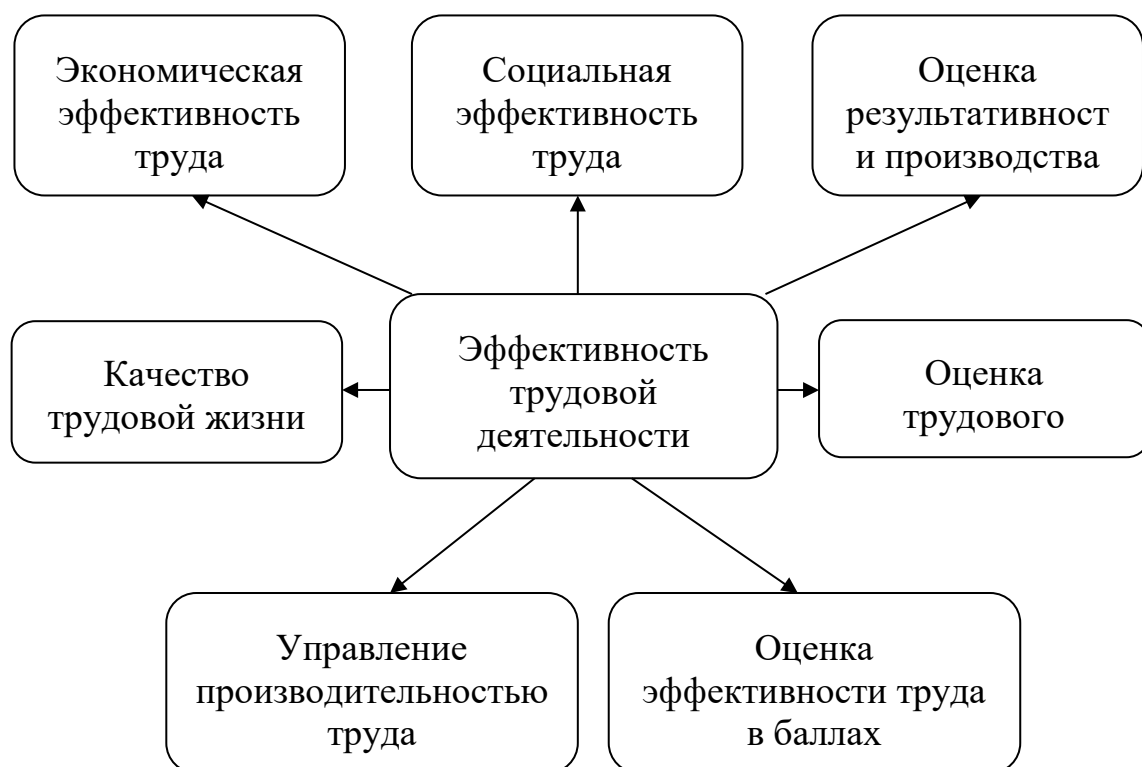 Экономическая
эффективность
труда
Социальная
эффективность
труда
Оценка
результативност
и производства
Качество
трудовой жизни
Эффективность
трудовой
деятельности
Оценка
трудового
Управление
производительностью
труда
Оценка
эффективности труда
в баллах